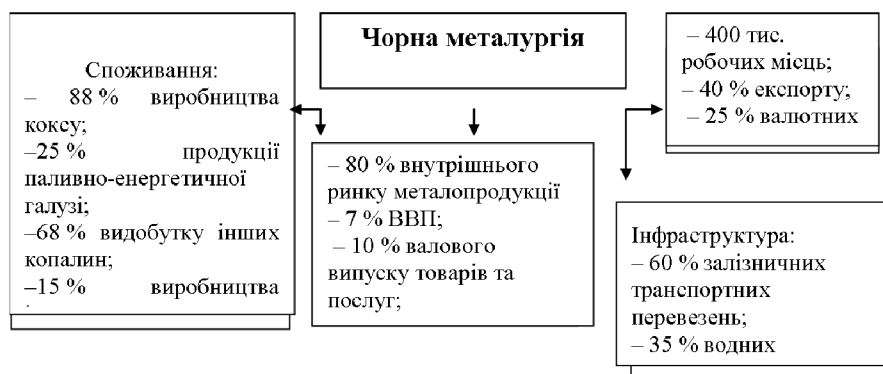 Чорна металургія
Споживання:
– 88 % виробництва
коксу;
–25 % продукції
паливно-енергетичної
галузі;
–68 % видобутку інших
копалин;
–15 % виробництва
– 80 % внутрішнього
ринку металопродукції
– 7 % ВВП;
– 10 % валового
випуску товарів та
послуг;
– 400 тис.
робочих місць;
– 40 % експорту;
– 25 % валютних
Інфраструктура:
– 60 % залізничних
транспортних
перевезень;
– 35 % водних